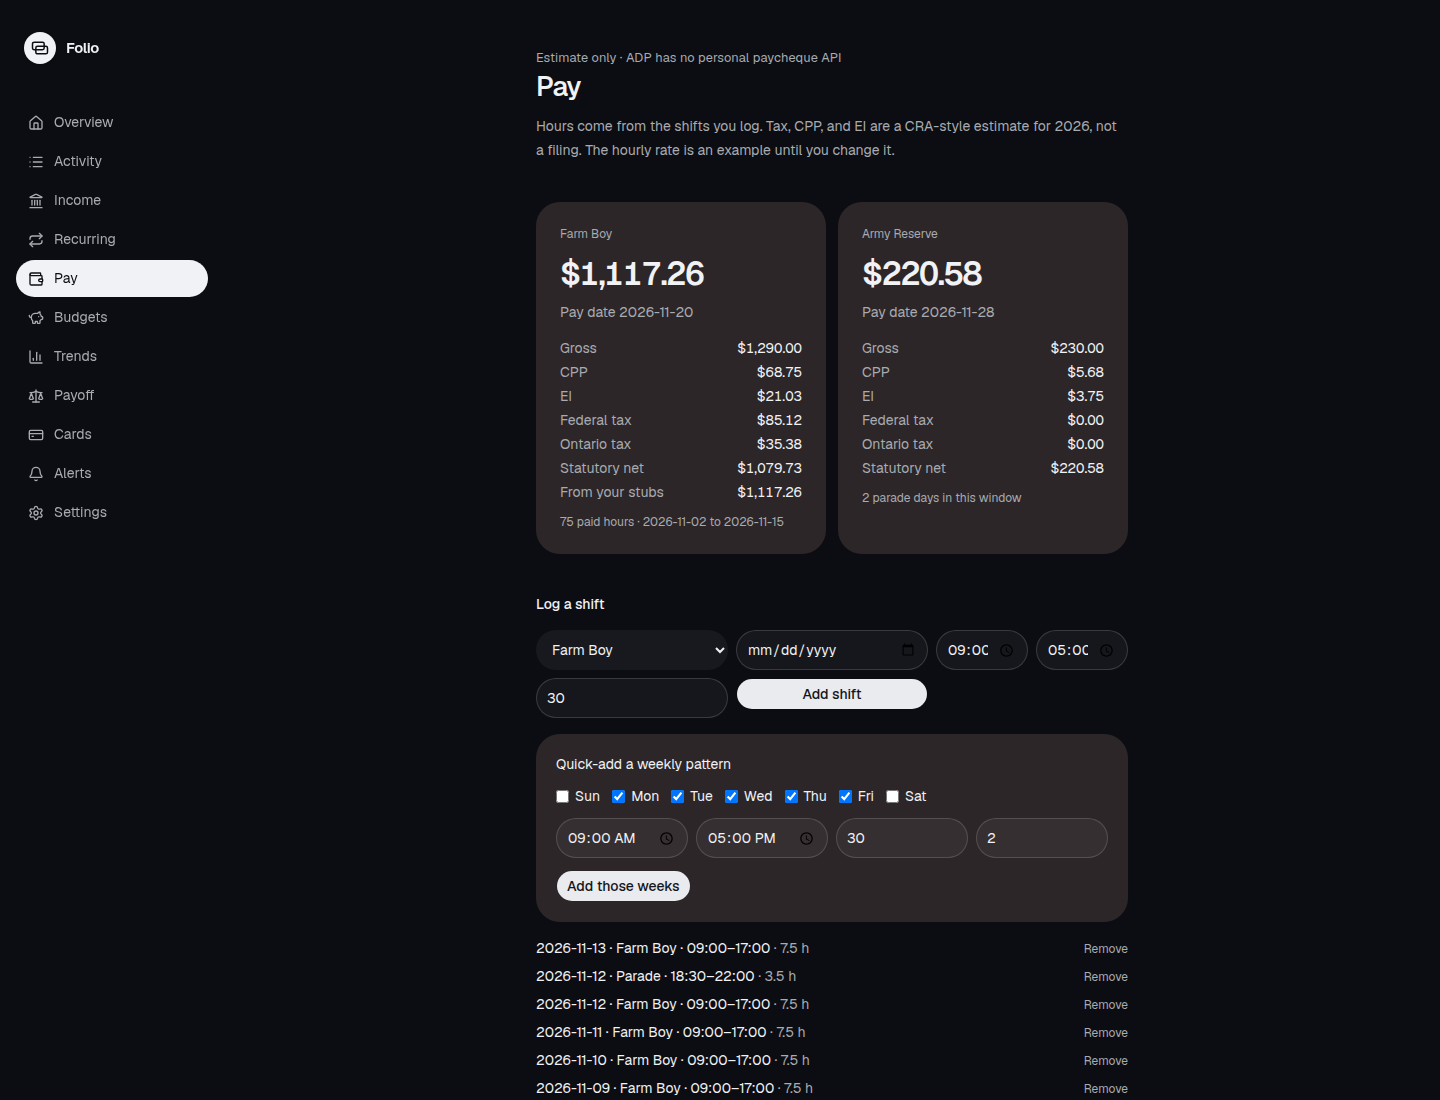 Folio
Overview
Activity
Income
Recurring
Pay
Budgets
Trends
Payoff
Cards
Alerts
Settings
Estimate only · ADP has no personal paycheque API
Pay
Hours come from the shifts you log. Tax, CPP, and EI are a CRA-style estimate for 2026, not
a filing. The hourly rate is an example until you change it.
Farm Boy
$1,117.26
Pay date 2026-11-20
Gross $1,290.00
CPP $68.75
EI $21.03
Federal tax $85.12
Ontario tax $35.38
Statutory net $1,079.73
From your stubs $1,117.26
75 paid hours · 2026-11-02 to 2026-11-15
Army Reserve
$220.58
Pay date 2026-11-28
Gross $230.00
CPP $5.68
EI $3.75
Federal tax $0.00
Ontario tax $0.00
Statutory net $220.58
2 parade days in this window
Log a shift
Farm Boy mm/dd/yyyy 09:00 05:00
30 Add shift
Quick-add a weekly pattern
Sun Mon Tue Wed Thu Fri Sat
09:00 AM 05:00 PM 30 2
Add those weeks
2026-11-13 · Farm Boy · 09:00–17:00 · 7.5 h Remove
2026-11-12 · Parade · 18:30–22:00 · 3.5 h Remove
2026-11-12 · Farm Boy · 09:00–17:00 · 7.5 h Remove
2026-11-11 · Farm Boy · 09:00–17:00 · 7.5 h Remove
2026-11-10 · Farm Boy · 09:00–17:00 · 7.5 h Remove
2026-11-09 · Farm Boy · 09:00–17:00 · 7.5 h Remove